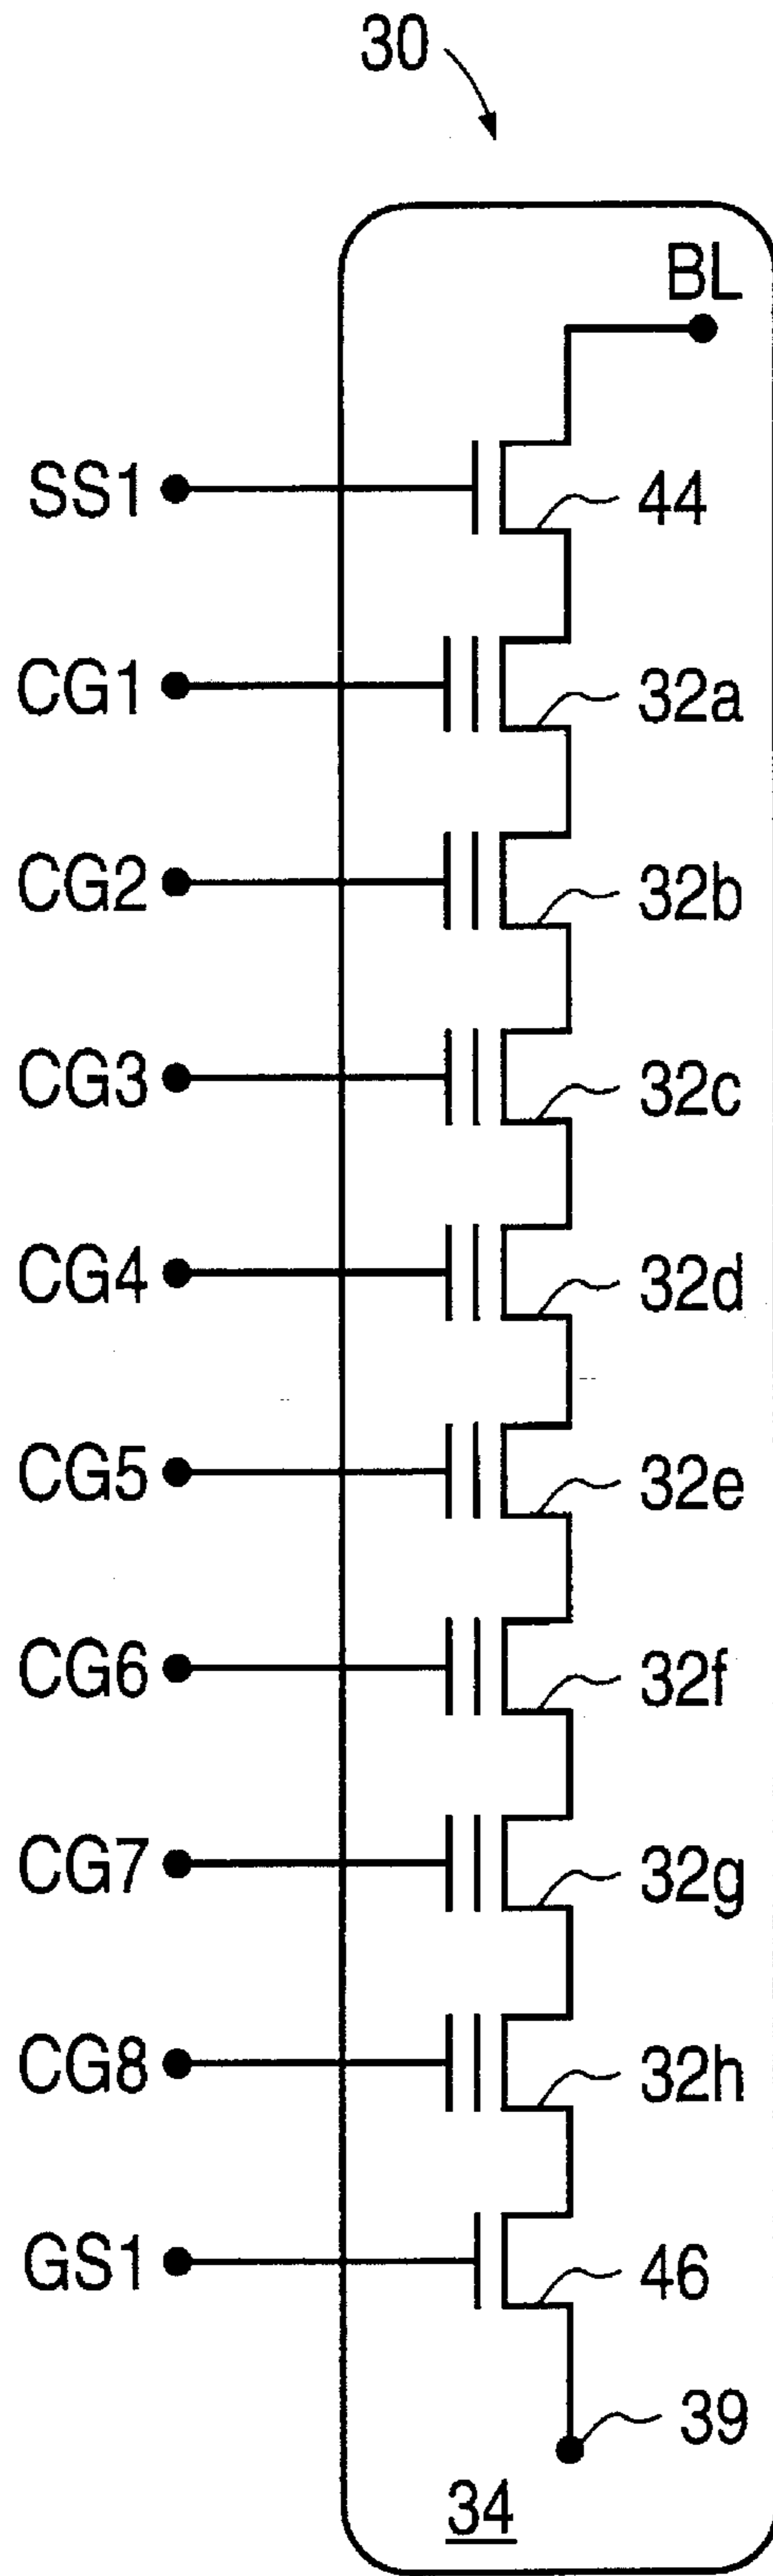 30
BL
SS1
44
CG1
32a
CG2
32b
CG3
32c
CG4
32d
CG5
32e
CG6
32f
CG7
32g
CG8
32h
GS1
46
39
34